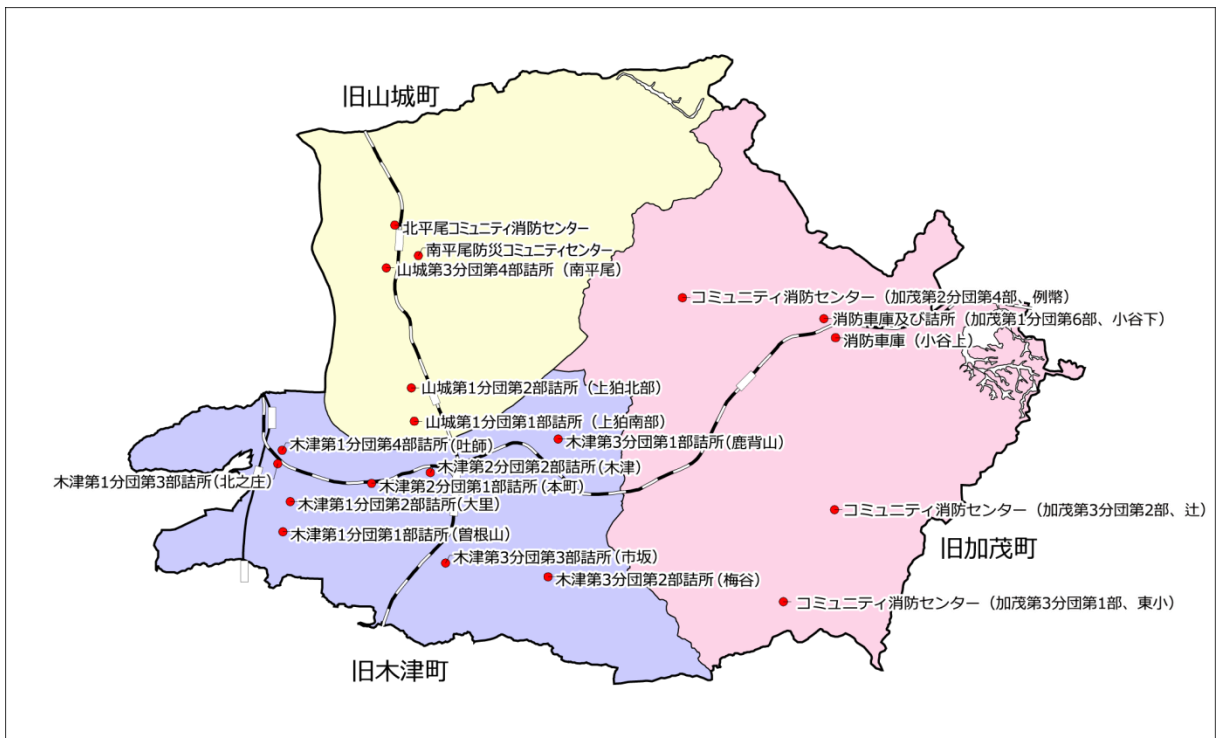 旧山城町
北平尾コミュニティ消防センター
南平尾防災コミュニティセンター
山城第3分団第4部詰所（南平尾）
コミュニティ消防センター（加茂第2分団第4部、例幣）
消防車庫及び詰所（加茂第1分団第6部、小谷下）
消防車庫（小谷上）
山城第1分団第2部詰所（上狛北部）
山城第1分団第1部詰所（上狛南部）
木津第3分団第1部詰所(鹿背山）
木津第1分団第4部詰所(吐師）
木津第2分団第2部詰所(木津）
木津第1分団第3部詰所(北之庄）
木津第2分団第1部詰所(本町）
木津第1分団第2部詰所(大里）
コミュニティ消防センター（加茂第3分団第2部、辻）
木津第1分団第1部詰所(曽根山）
旧加茂町
木津第3分団第3部詰所(市坂）
木津第3分団第2部詰所(梅谷）
コミュニティ消防センター（加茂第3分団第1部、東小）
旧木津町